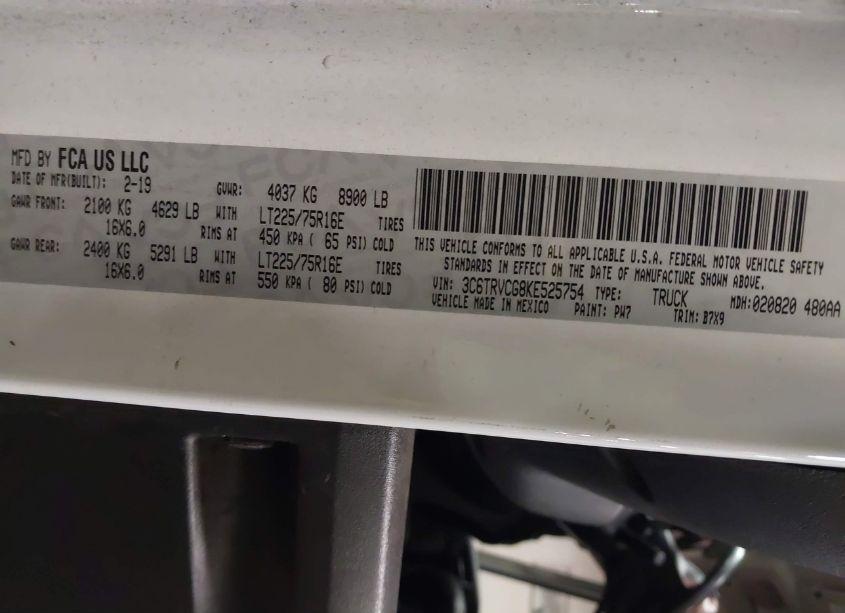 MFD BY FCA US LLC
DATE OF MFR(BUILT): 2-19 GVWR: 4037 KG 8900 LB
GAWR FRONT: 2100 KG 4629 LB WITH LT225/75R16E TIRES
16X6.0 RIMS AT 450 KPA ( 65 PSI) COLD
GAWR REAR: 2400 KG 5291 LB WITH LT225/75R16E TIRES
16X6.0 RIMS AT 550 KPA ( 80 PSI) COLD
THIS VEHICLE CONFORMS TO ALL APPLICABLE U.S.A. FEDERAL MOTOR VEHICLE SAFETY
STANDARDS IN EFFECT ON THE DATE OF MANUFACTURE SHOWN ABOVE.
VIN: 3C6TRVCG8KE525754 TYPE: TRUCK MDH:020820 480AA
VEHICLE MADE IN MEXICO PAINT: PW7 TRIM: B7X9